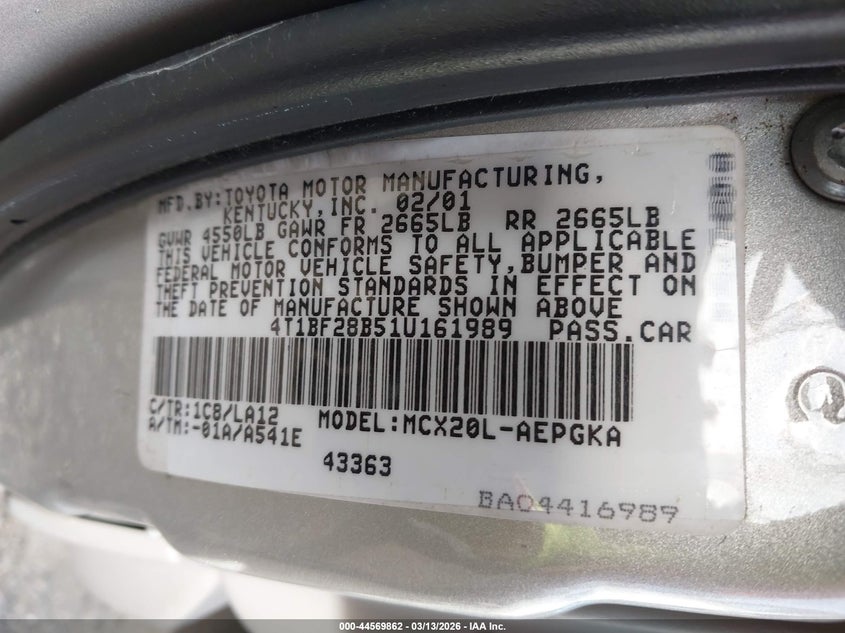 MFD.BY:TOYOTA MOTOR MANUFACTURING,
KENTUCKY,INC. 02/01
GVWR 4550LB GAWR FR 2665LB RR 2665LB
THIS VEHICLE CONFORMS TO ALL APPLICABLE
FEDERAL MOTOR VEHICLE SAFETY,BUMPER AND
THEFT PREVENTION STANDARDS IN EFFECT ON
THE DATE OF MANUFACTURE SHOWN ABOVE
4T1BF28B51U161989 PASS.CAR
C/TR:1C8/LA12 MODEL:MCX20L-AEPGKA
A/TM:-01A/A541E
43363
BA04416989
000-44569862 - 03/13/2026 - IAA Inc.